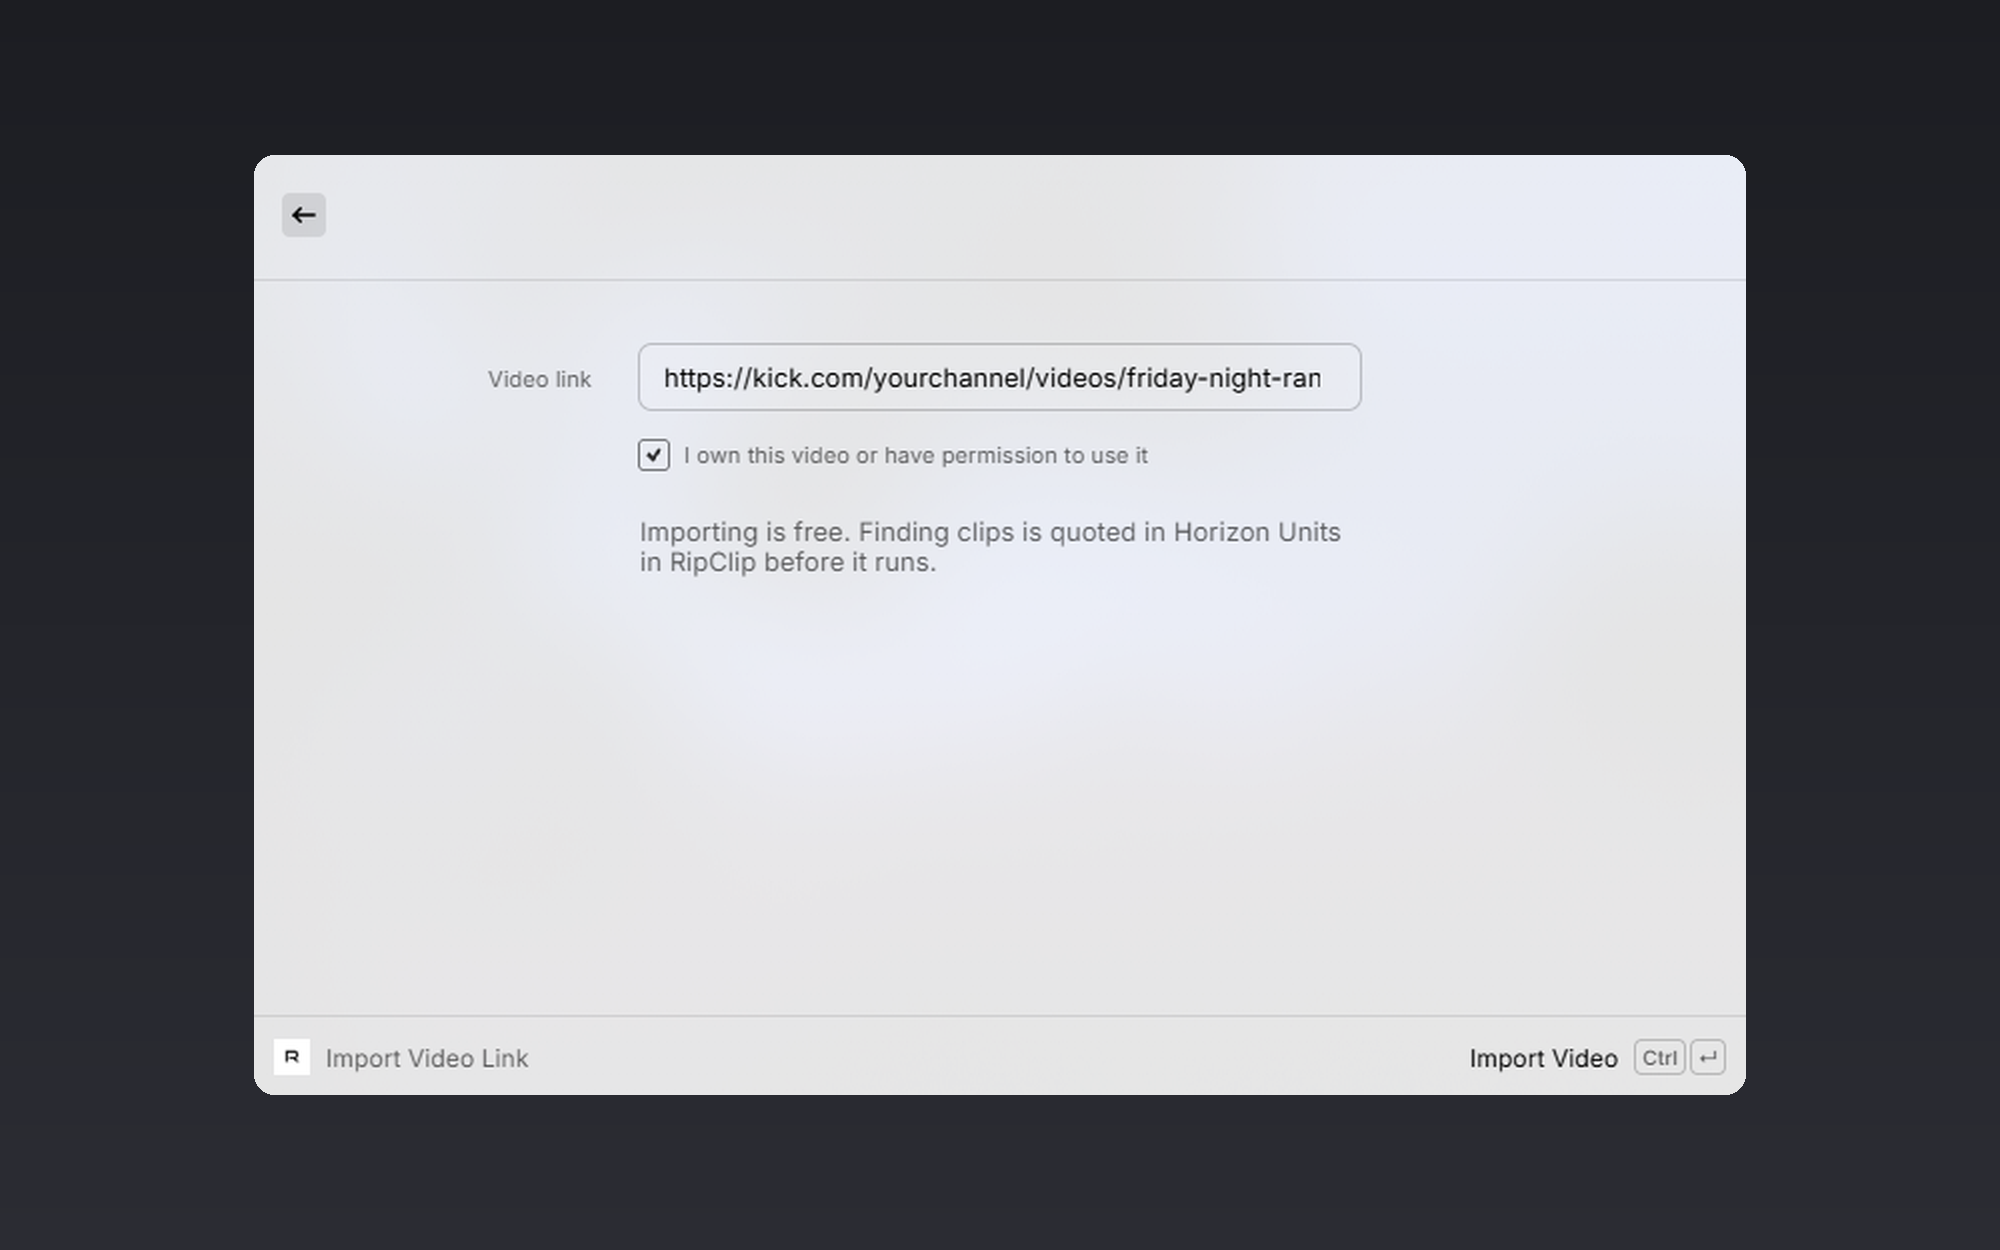 Video link
https://kick.com/yourchannel/videos/friday-night-ran
I own this video or have permission to use it
Importing is free. Finding clips is quoted in Horizon Units
in RipClip before it runs.
R Import Video Link
Import Video Ctrl ↵